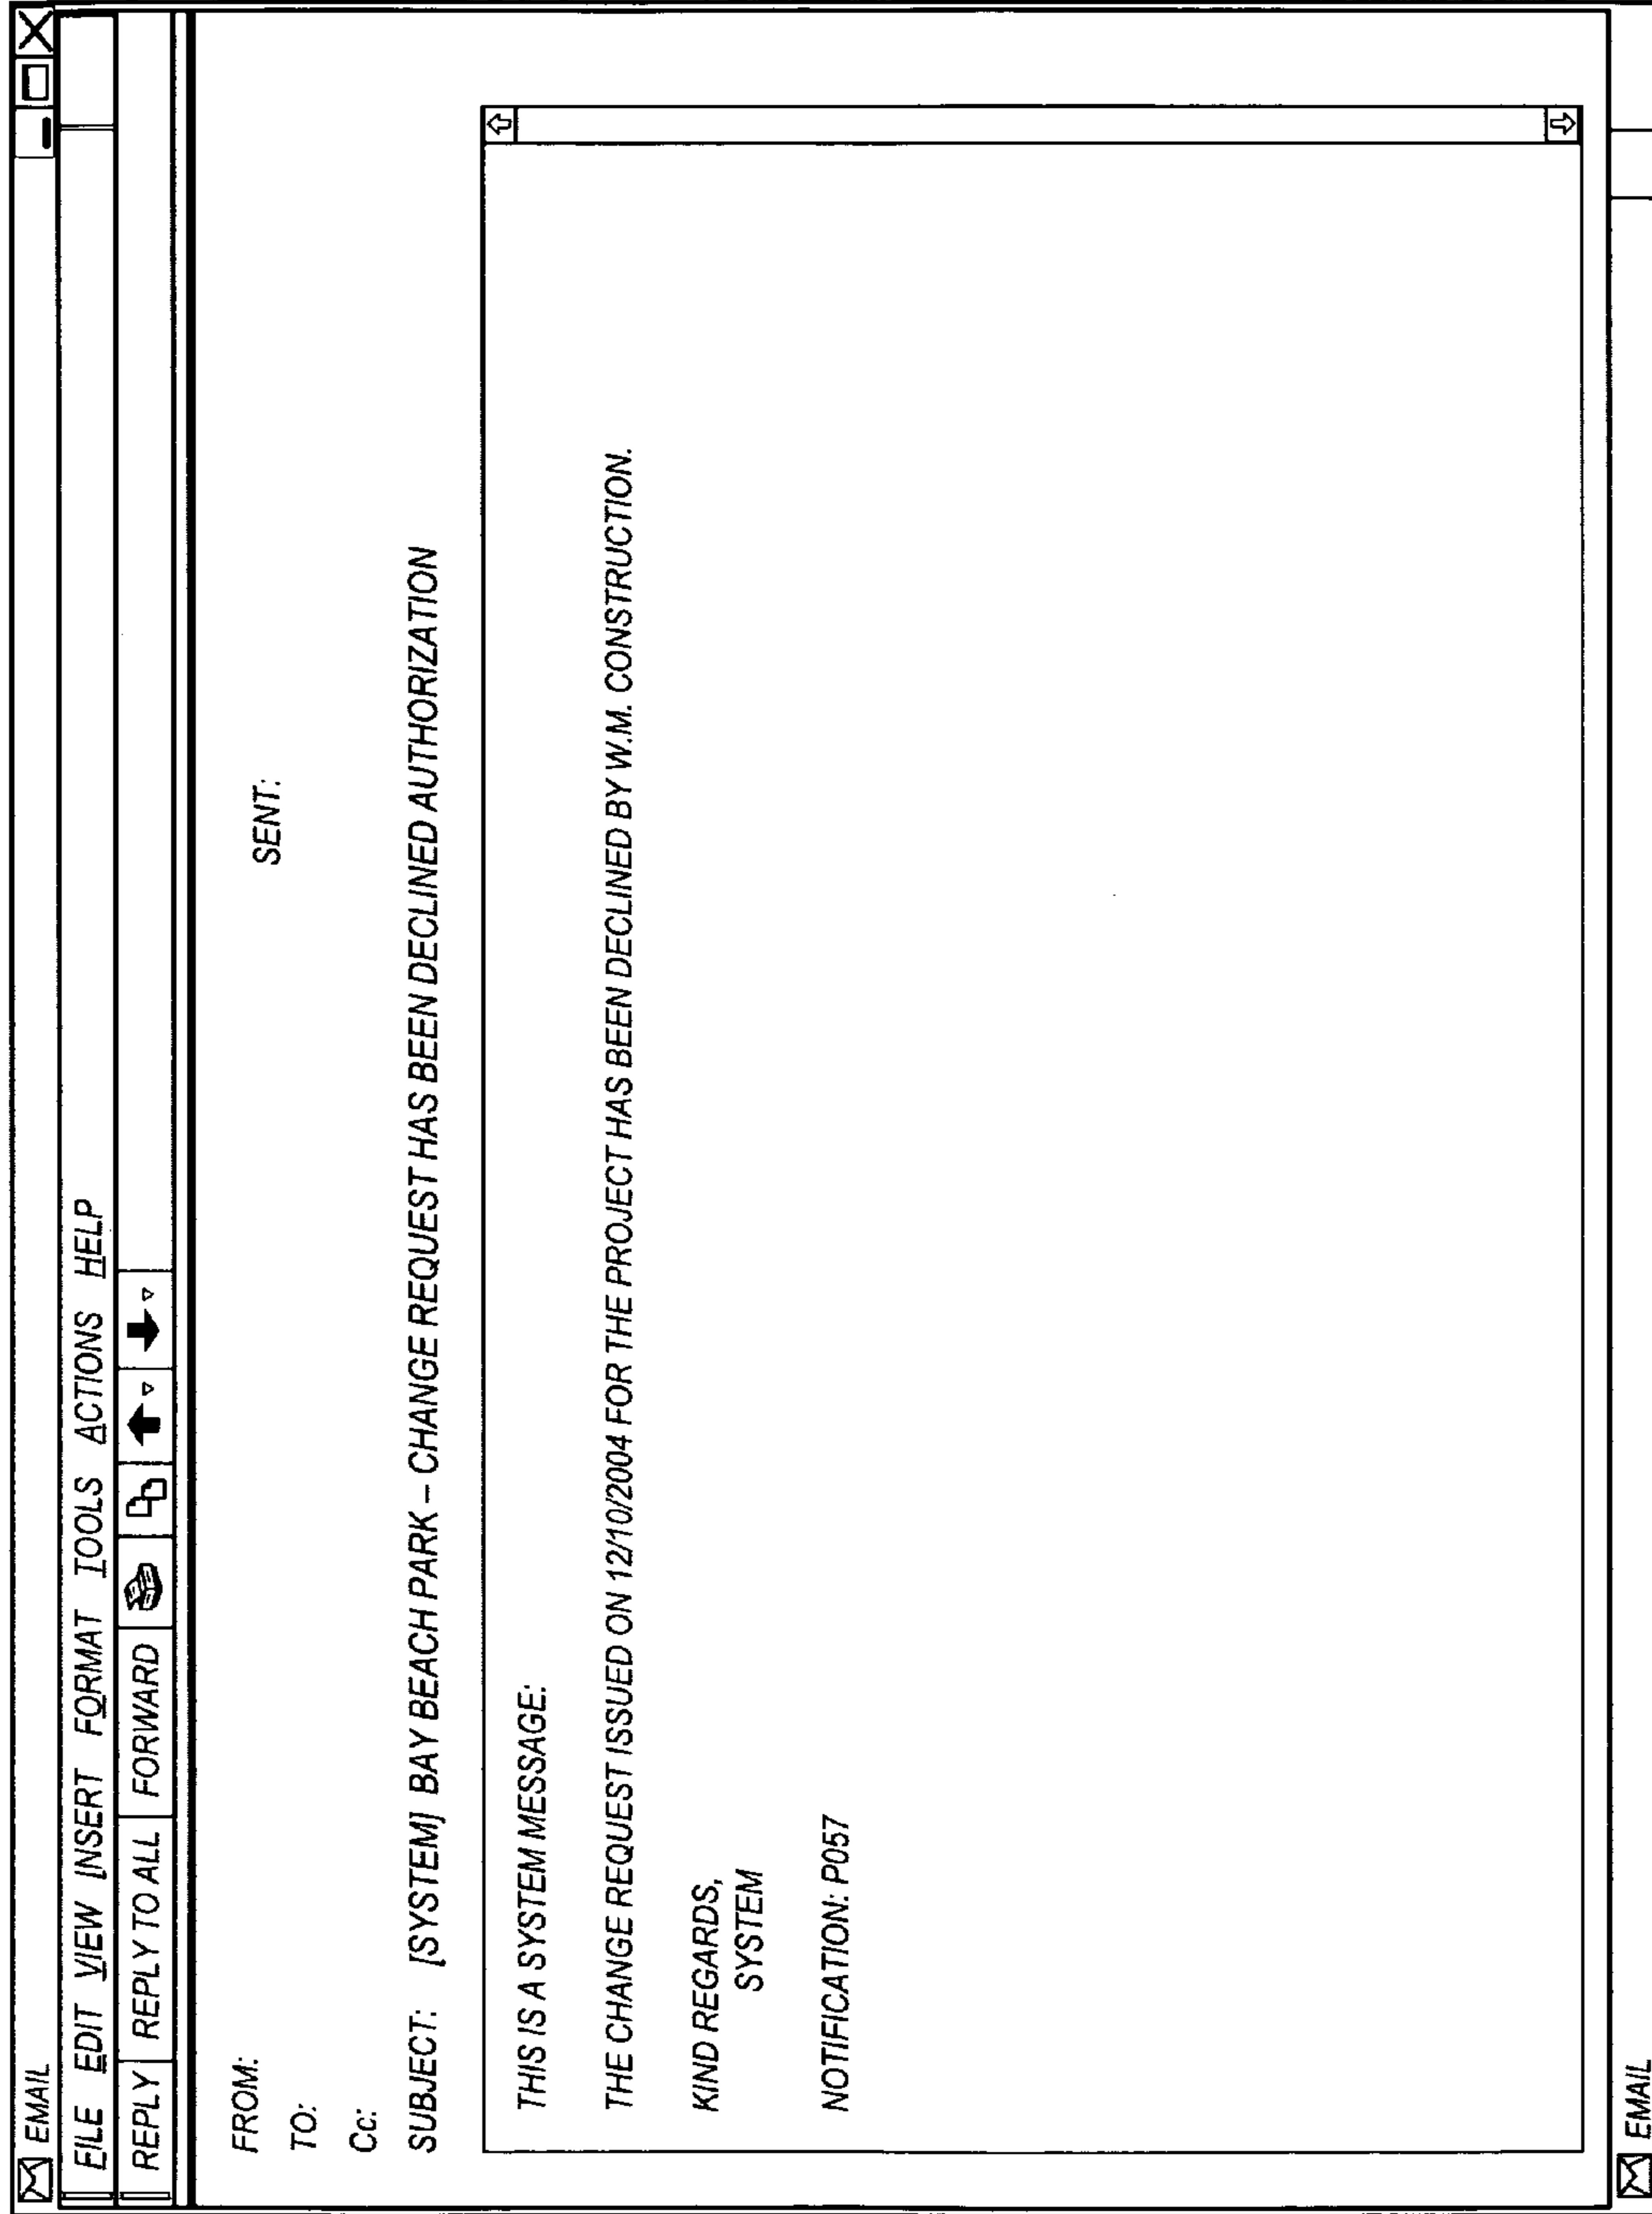 EMAIL
FILE EDIT VIEW INSERT FORMAT TOOLS ACTIONS HELP
REPLY REPLY TO ALL FORWARD
FROM:
SENT:
TO:
Cc:
SUBJECT: [SYSTEM] BAY BEACH PARK – CHANGE REQUEST HAS BEEN DECLINED AUTHORIZATION
THIS IS A SYSTEM MESSAGE:
THE CHANGE REQUEST ISSUED ON 12/10/2004 FOR THE PROJECT HAS BEEN DECLINED BY W.M. CONSTRUCTION.
KIND REGARDS,
SYSTEM
NOTIFICATION: P057
EMAIL